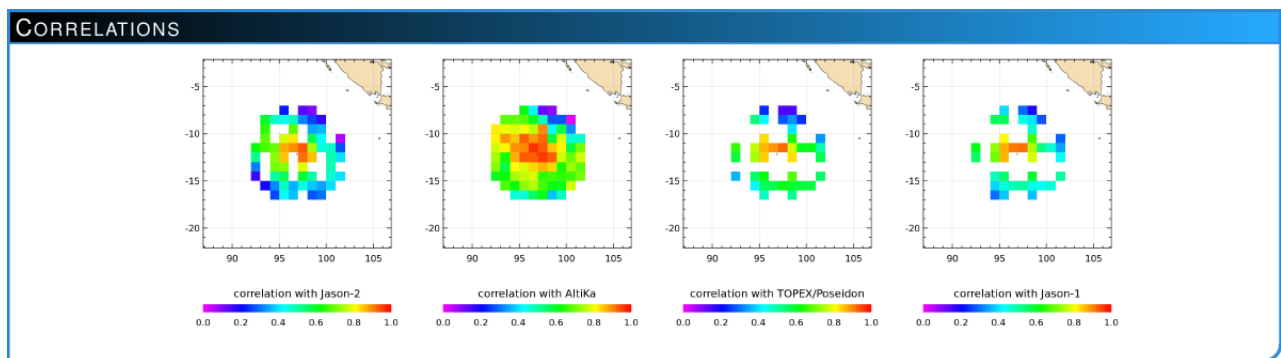 CORRELATIONS
-5 -5 -5 -5
-10 -10 -10 -10
-15 -15 -15 -15
-20 -20 -20 -20
90 95 100 105 90 95 100 105 90 95 100 105 90 95 100 105
correlation with Jason-2 correlation with AltiKa correlation with TOPEX/Poseidon correlation with Jason-1
0.0 0.2 0.4 0.6 0.8 1.0 0.0 0.2 0.4 0.6 0.8 1.0 0.0 0.2 0.4 0.6 0.8 1.0 0.0 0.2 0.4 0.6 0.8 1.0